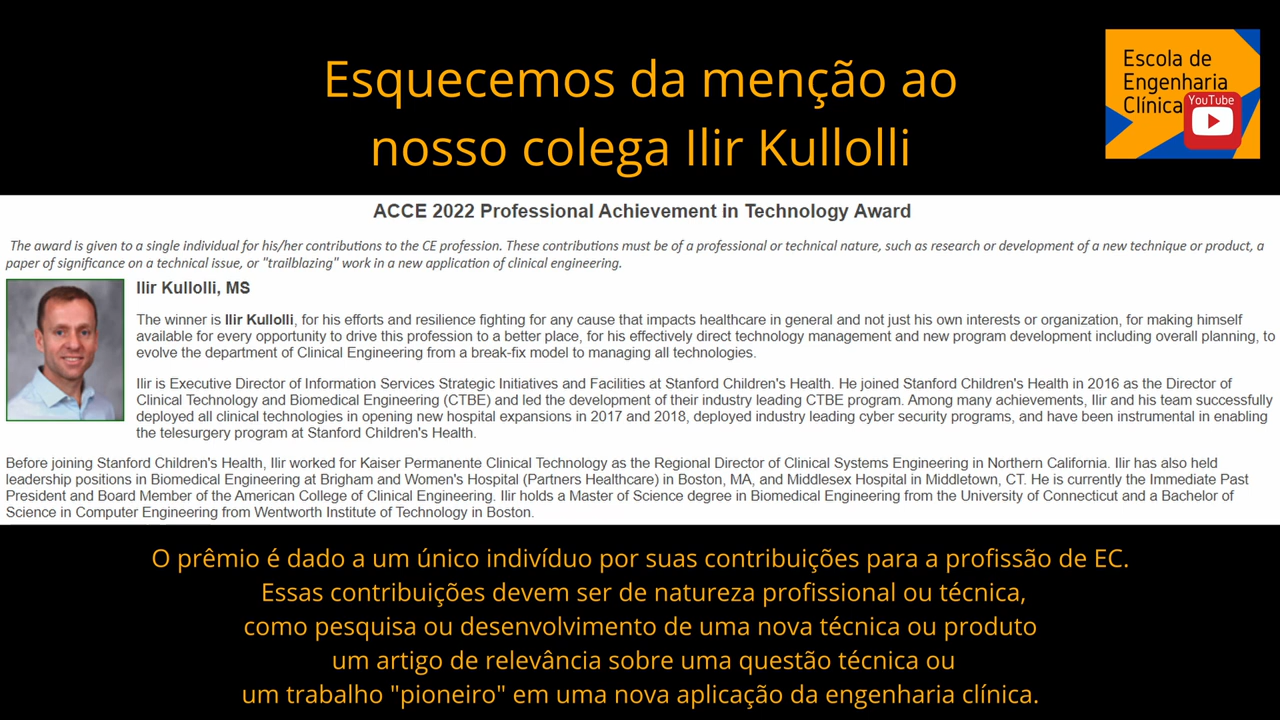 Esquecemos da menção ao
nosso colega Ilir Kullolli
Escola de
Engenharia
Clínica
YouTube
ACCE 2022 Professional Achievement in Technology Award
The award is given to a single individual for his/her contributions to the CE profession. These contributions must be of a professional or technical nature, such as research or development of a new technique or product, a
paper of significance on a technical issue, or "trailblazing" work in a new application of clinical engineering.
Ilir Kullolli, MS
The winner is Ilir Kullolli, for his efforts and resilience fighting for any cause that impacts healthcare in general and not just his own interests or organization, for making himself
available for every opportunity to drive this profession to a better place, for his effectively direct technology management and new program development including overall planning, to
evolve the department of Clinical Engineering from a break-fix model to managing all technologies.
Ilir is Executive Director of Information Services Strategic Initiatives and Facilities at Stanford Children's Health. He joined Stanford Children's Health in 2016 as the Director of
Clinical Technology and Biomedical Engineering (CTBE) and led the development of their industry leading CTBE program. Among many achievements, Ilir and his team successfully
deployed all clinical technologies in opening new hospital expansions in 2017 and 2018, deployed industry leading cyber security programs, and have been instrumental in enabling
the telesurgery program at Stanford Children's Health.
Before joining Stanford Children's Health, Ilir worked for Kaiser Permanente Clinical Technology as the Regional Director of Clinical Systems Engineering in Northern California. Ilir has also held
leadership positions in Biomedical Engineering at Brigham and Women's Hospital (Partners Healthcare) in Boston, MA, and Middlesex Hospital in Middletown, CT. He is currently the Immediate Past
President and Board Member of the American College of Clinical Engineering. Ilir holds a Master of Science degree in Biomedical Engineering from the University of Connecticut and a Bachelor of
Science in Computer Engineering from Wentworth Institute of Technology in Boston.
O prêmio é dado a um único indivíduo por suas contribuições para a profissão de EC.
Essas contribuições devem ser de natureza profissional ou técnica,
como pesquisa ou desenvolvimento de uma nova técnica ou produto
um artigo de relevância sobre uma questão técnica ou
um trabalho "pioneiro" em uma nova aplicação da engenharia clínica.